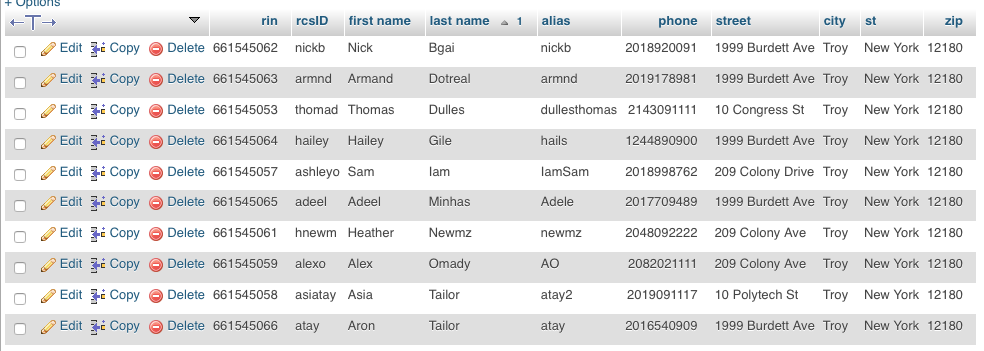 + Options
rin rcsID first name last name 1 alias phone street city st zip
Edit Copy Delete 661545062 nickb Nick Bgai nickb 2018920091 1999 Burdett Ave Troy New York 12180
Edit Copy Delete 661545063 armnd Armand Dotreal armnd 2019178981 1999 Burdett Ave Troy New York 12180
Edit Copy Delete 661545053 thomad Thomas Dulles dullesthomas 2143091111 10 Congress St Troy New York 12180
Edit Copy Delete 661545064 hailey Hailey Gile hails 1244890900 1999 Burdett Ave Troy New York 12180
Edit Copy Delete 661545057 ashleyo Sam Iam IamSam 2018998762 209 Colony Drive Troy New York 12180
Edit Copy Delete 661545065 adeel Adeel Minhas Adele 2017709489 1999 Burdett Ave Troy New York 12180
Edit Copy Delete 661545061 hnewm Heather Newmz newmz 2048092222 209 Colony Ave Troy New York 12180
Edit Copy Delete 661545059 alexo Alex Omady AO 2082021111 209 Colony Ave Troy New York 12180
Edit Copy Delete 661545058 asiatay Asia Tailor atay2 2019091117 10 Polytech St Troy New York 12180
Edit Copy Delete 661545066 atay Aron Tailor atay 2016540909 1999 Burdett Ave Troy New York 12180